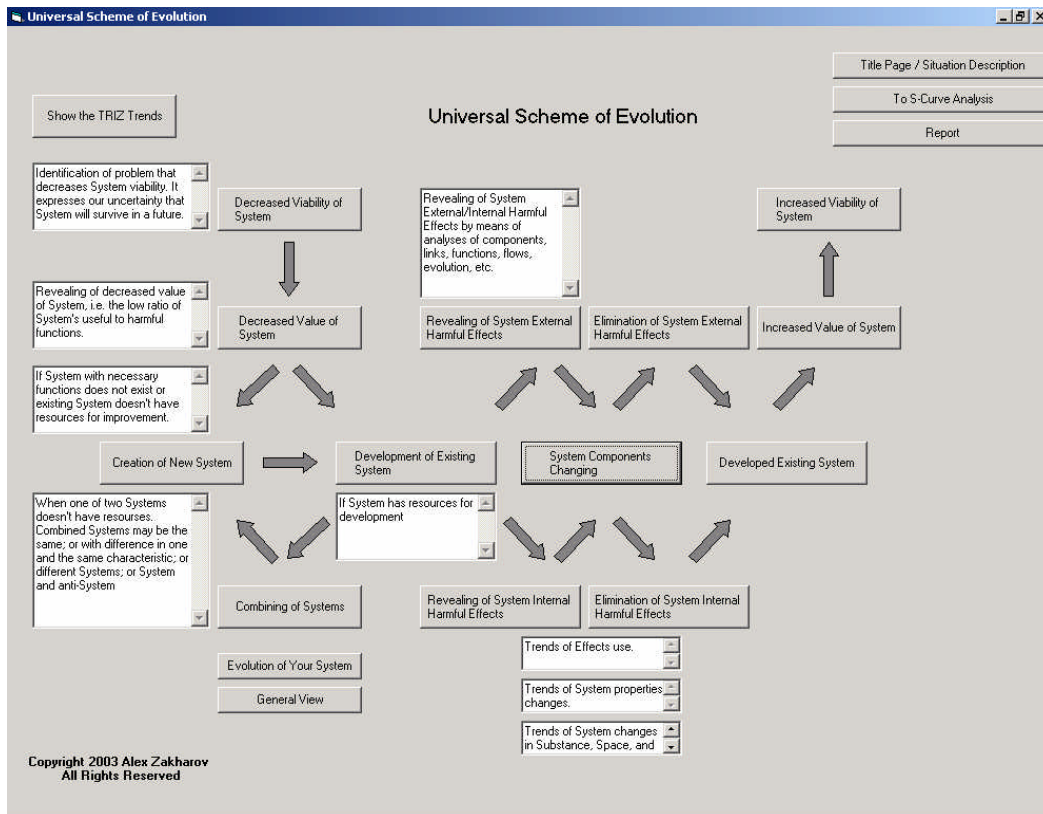 Universal Scheme of Evolution
Title Page / Situation Description
To S-Curve Analysis
Report
Show the TRIZ Trends
Universal Scheme of Evolution
Identification of problem that
decreases System viability. It
expresses our uncertainty that
System will survive in a future.
Decreased Viability of
System
Revealing of System
External/Internal Harmful
Effects by means of
analyses of components,
links, functions, flows,
evolution, etc.
Increased Viability of
System
Revealing of decreased value
of System, i.e. the low ratio of
System's useful to harmful
functions.
Decreased Value of
System
Revealing of System External
Harmful Effects
Elimination of System External
Harmful Effects
Increased Value of System
If System with necessary
functions does not exist or
existing System doesn't have
resources for improvement.
Creation of New System
Development of Existing
System
System Components
Changing
Developed Existing System
When one of two Systems
doesn't have resourses.
Combined Systems may be the
same; or with difference in one
and the same characteristic; or
different Systems; or System
and anti-System
If System has resources for
development
Combining of Systems
Revealing of System Internal
Harmful Effects
Elimination of System Internal
Harmful Effects
Trends of Effects use.
Evolution of Your System
Trends of System properties
changes.
General View
Trends of System changes
in Substance, Space, and
Copyright 2003 Alex Zakharov
All Rights Reserved